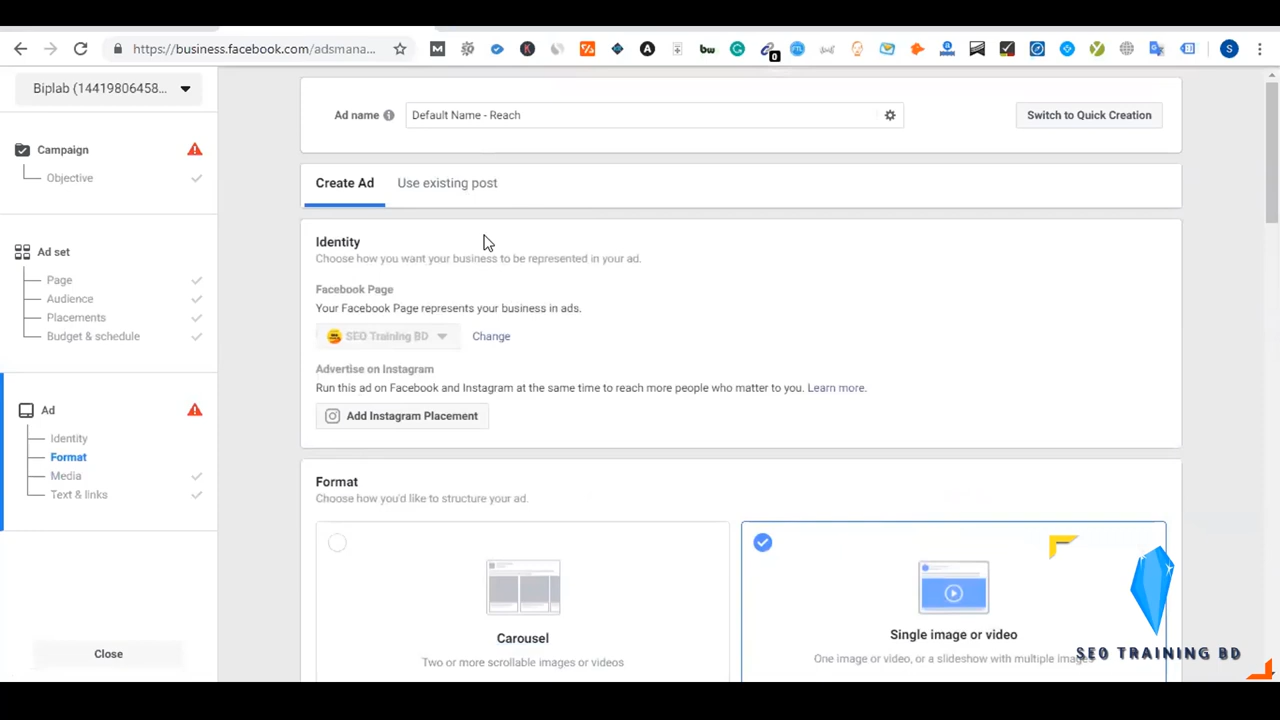 https://business.facebook.com/adsmana...
Biplab (14419806458...
Ad name
Default Name - Reach
Switch to Quick Creation
Campaign
Objective
Create Ad
Use existing post
Identity
Choose how you want your business to be represented in your ad.
Ad set
Page
Audience
Placements
Budget & schedule
Facebook Page
Your Facebook Page represents your business in ads.
SEO Training BD
Change
Advertise on Instagram
Run this ad on Facebook and Instagram at the same time to reach more people who matter to you. Learn more.
Add Instagram Placement
Ad
Identity
Format
Media
Text & links
Format
Choose how you'd like to structure your ad.
Carousel
Two or more scrollable images or videos
Single image or video
One image or video, or a slideshow with multiple images
SEO TRAINING BD
Close